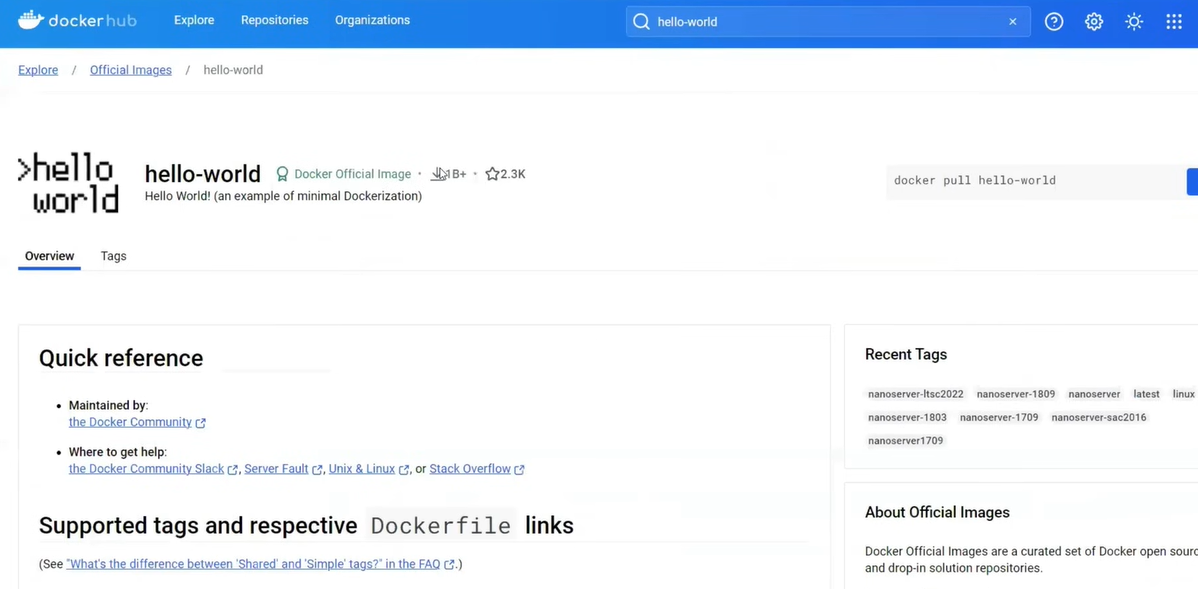 dockerhub Explore Repositories Organizations hello-world
Explore / Official Images / hello-world
>hello
world
hello-world Docker Official Image • 1B+ • 2.3K
Hello World! (an example of minimal Dockerization)
docker pull hello-world
Overview Tags
Quick reference
Maintained by:
the Docker Community
Where to get help:
the Docker Community Slack, Server Fault, Unix & Linux, or Stack Overflow
Supported tags and respective Dockerfile links
(See "What's the difference between 'Shared' and 'Simple' tags?" in the FAQ.)
Recent Tags
nanoserver-ltsc2022 nanoserver-1809 nanoserver latest linux
nanoserver-1803 nanoserver-1709 nanoserver-sac2016
nanoserver1709
About Official Images
Docker Official Images are a curated set of Docker open sourc
and drop-in solution repositories.